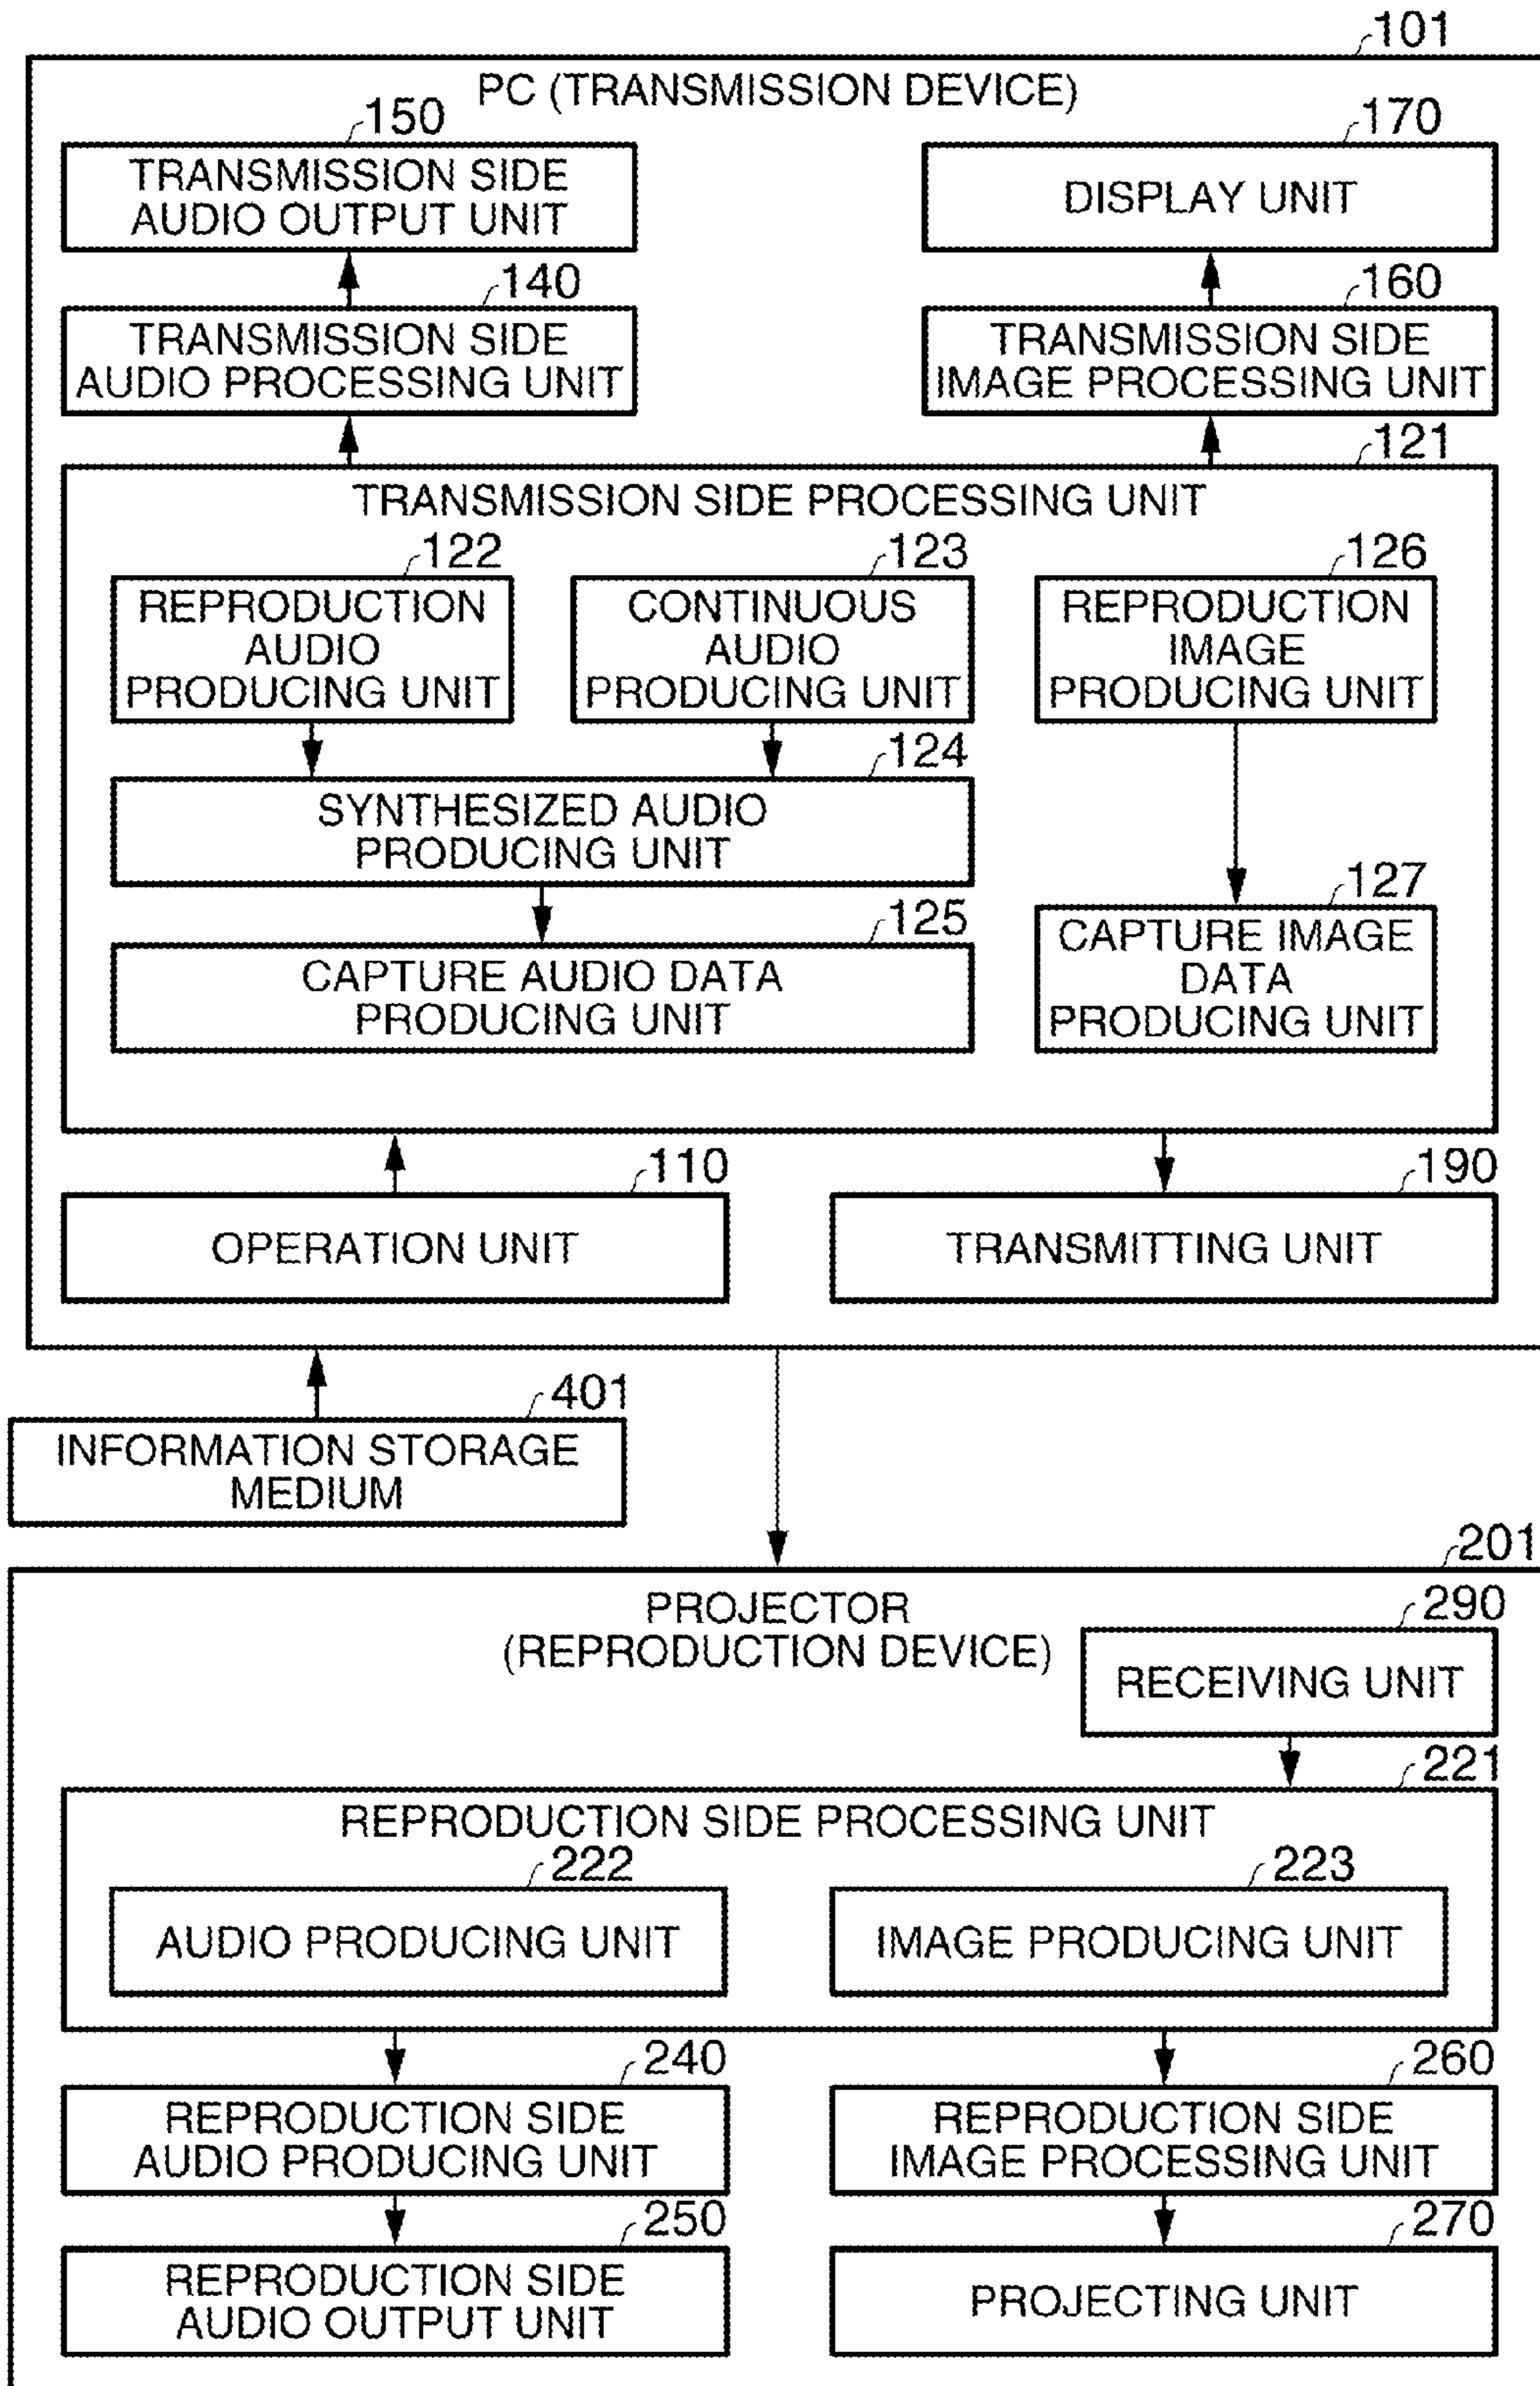 101
PC (TRANSMISSION DEVICE)
150
TRANSMISSION SIDE
AUDIO OUTPUT UNIT
170
DISPLAY UNIT
140
TRANSMISSION SIDE
AUDIO PROCESSING UNIT
160
TRANSMISSION SIDE
IMAGE PROCESSING UNIT
121
TRANSMISSION SIDE PROCESSING UNIT
122
REPRODUCTION
AUDIO
PRODUCING UNIT
123
CONTINUOUS
AUDIO
PRODUCING UNIT
126
REPRODUCTION
IMAGE
PRODUCING UNIT
124
SYNTHESIZED AUDIO
PRODUCING UNIT
125
CAPTURE AUDIO DATA
PRODUCING UNIT
127
CAPTURE IMAGE
DATA
PRODUCING UNIT
110
OPERATION UNIT
190
TRANSMITTING UNIT
401
INFORMATION STORAGE
MEDIUM
201
PROJECTOR
(REPRODUCTION DEVICE)
290
RECEIVING UNIT
221
REPRODUCTION SIDE PROCESSING UNIT
222
AUDIO PRODUCING UNIT
223
IMAGE PRODUCING UNIT
240
REPRODUCTION SIDE
AUDIO PRODUCING UNIT
260
REPRODUCTION SIDE
IMAGE PROCESSING UNIT
250
REPRODUCTION SIDE
AUDIO OUTPUT UNIT
270
PROJECTING UNIT